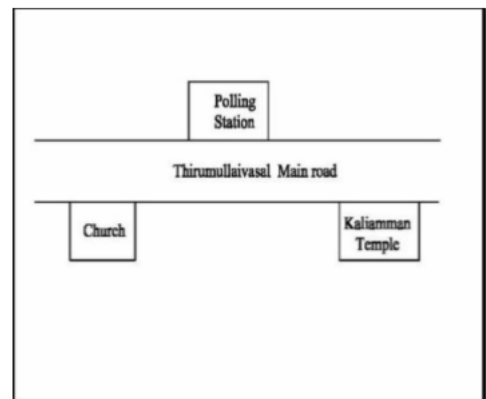 Polling
Station
Thirumullaivasal Main road
Church
Kaliamman
Temple